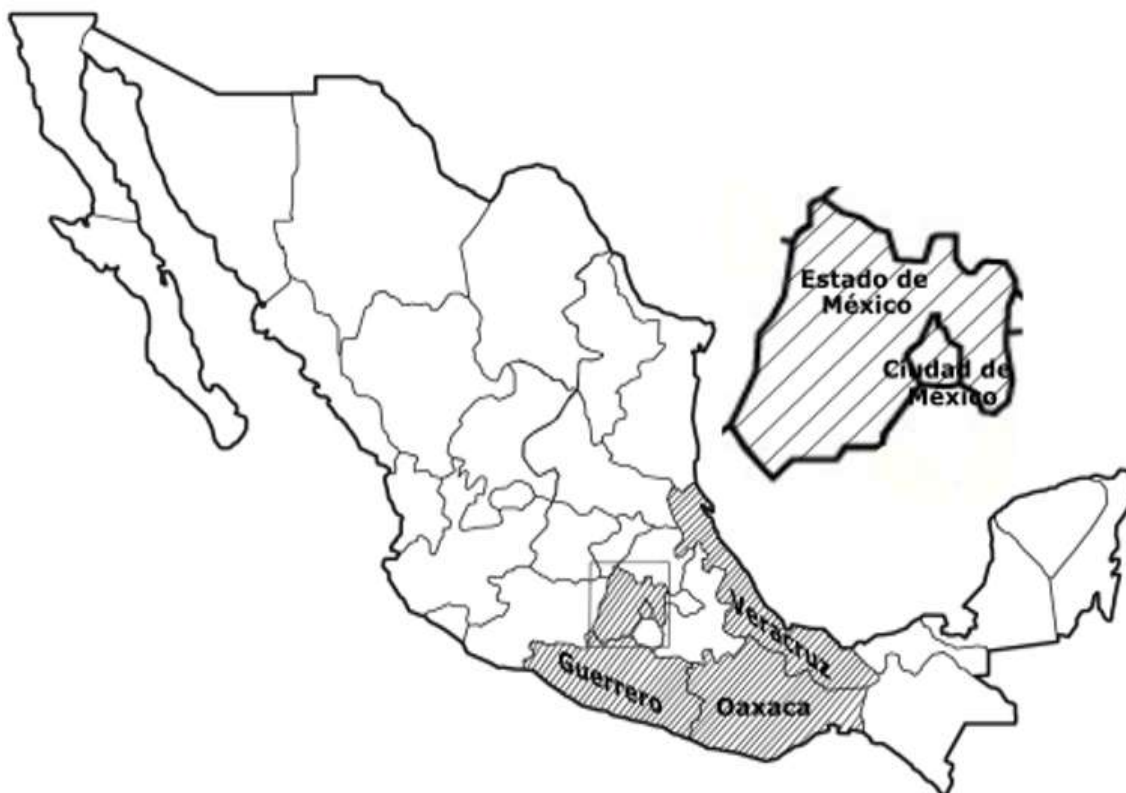 Estado de
México
Ciudad de
México
Veracruz
Guerrero
Oaxaca